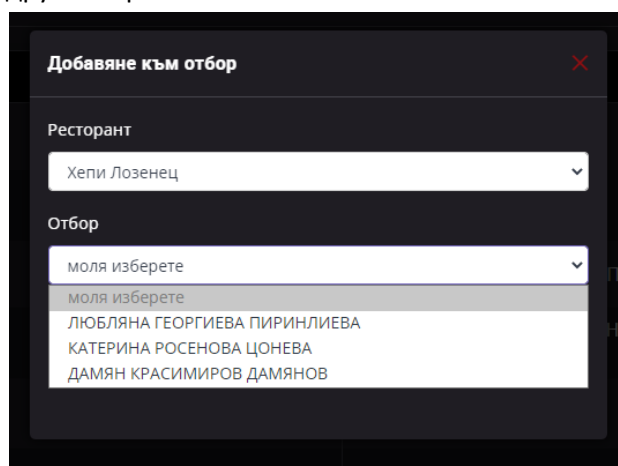 Добавяне към отбор
Ресторант
Хепи Лозенец
Отбор
моля изберете
моля изберете
ЛЮБЛЯНА ГЕОРГИЕВА ПИРИНЛИЕВА
КАТЕРИНА РОСЕНОВА ЦОНЕВА
ДАМЯН КРАСИМИРОВ ДАМЯНОВ